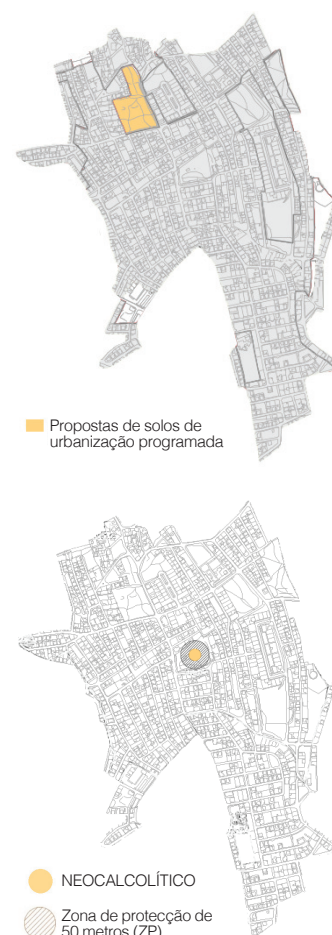 Propostas de solos de
urbanização programada
NEOCALCOLÍTICO
Zona de protecção de
50 metros (ZP)